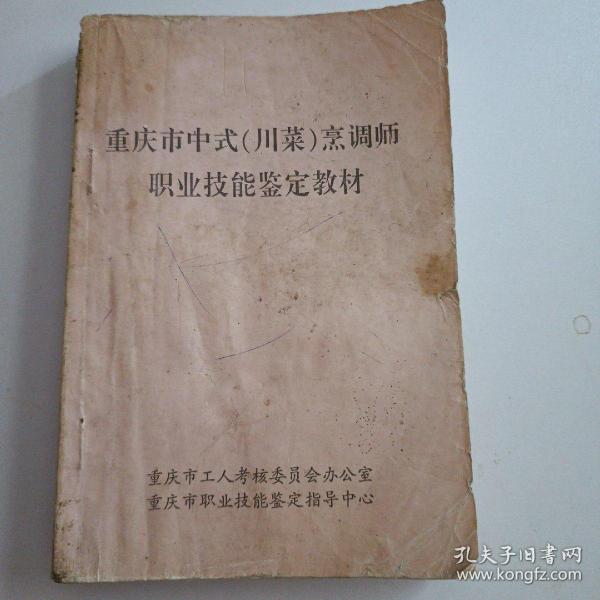 重庆市中式(川菜)烹调师
职业技能鉴定教材
重庆市工人考核委员会办公室
重庆市职业技能鉴定指导中心
孔夫子旧书网
www.kongfz.com